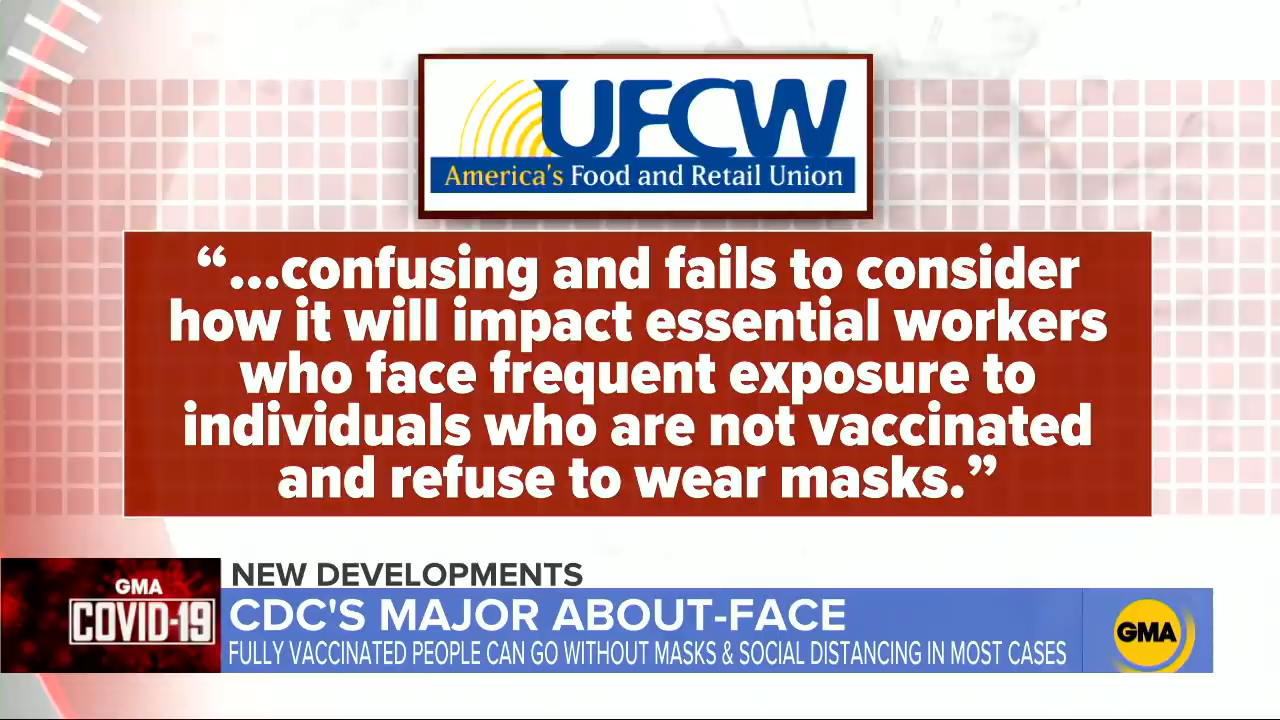 UFCW
America's Food and Retail Union
“...confusing and fails to consider
how it will impact essential workers
who face frequent exposure to
individuals who are not vaccinated
and refuse to wear masks.”
NEW DEVELOPMENTS
GMA
COVID-19
CDC'S MAJOR ABOUT-FACE
FULLY VACCINATED PEOPLE CAN GO WITHOUT MASKS & SOCIAL DISTANCING IN MOST CASES
GMA